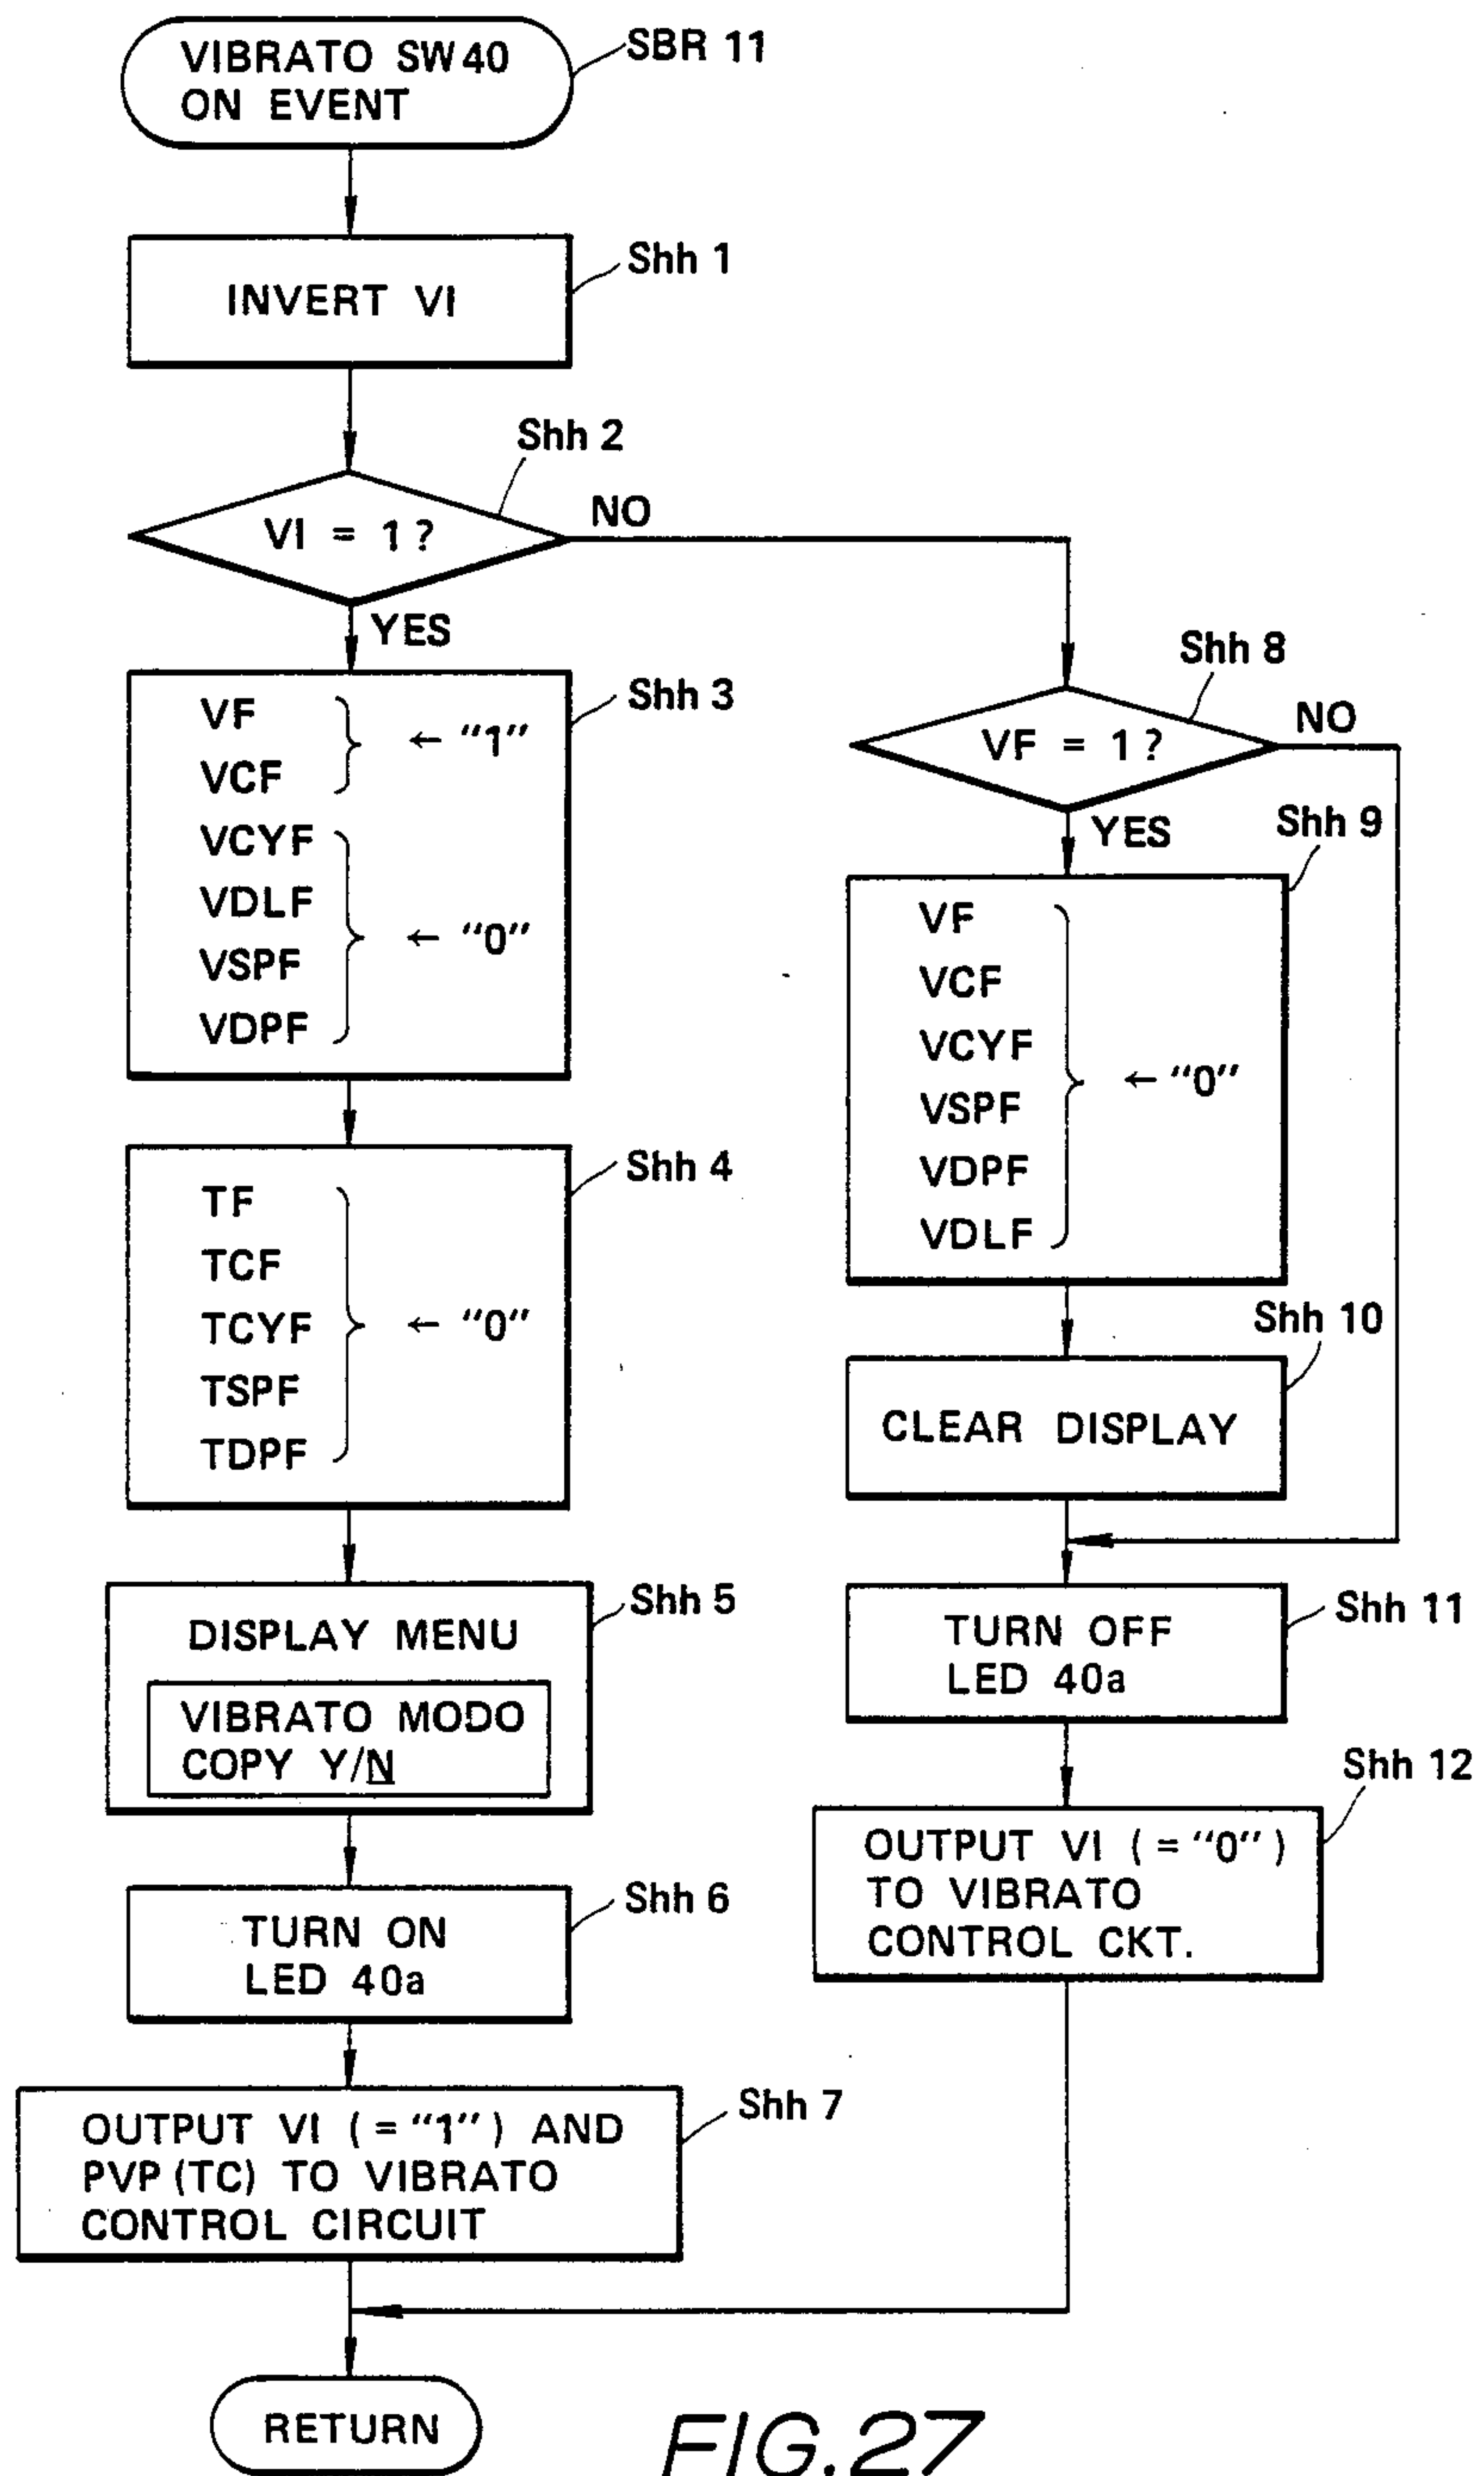 VIBRATO SW40
ON EVENT
SBR 11
INVERT VI
Shh 1
VI = 1?
Shh 2
NO
YES
VF
VCF
← "1"
VCYF
VDLF
VSPF
VDPF
← "0"
Shh 3
TF
TCF
TCYF
TSPF
TDPF
← "0"
Shh 4
DISPLAY MENU
VIBRATO MODO
COPY Y/N
Shh 5
TURN ON
LED 40a
Shh 6
OUTPUT VI (= "1") AND
PVP(TC) TO VIBRATO
CONTROL CIRCUIT
Shh 7
VF = 1?
Shh 8
NO
YES
VF
VCF
VCYF
VSPF
VDPF
VDLF
← "0"
Shh 9
CLEAR DISPLAY
Shh 10
TURN OFF
LED 40a
Shh 11
OUTPUT VI (= "0")
TO VIBRATO
CONTROL CKT.
Shh 12
RETURN
FIG.27